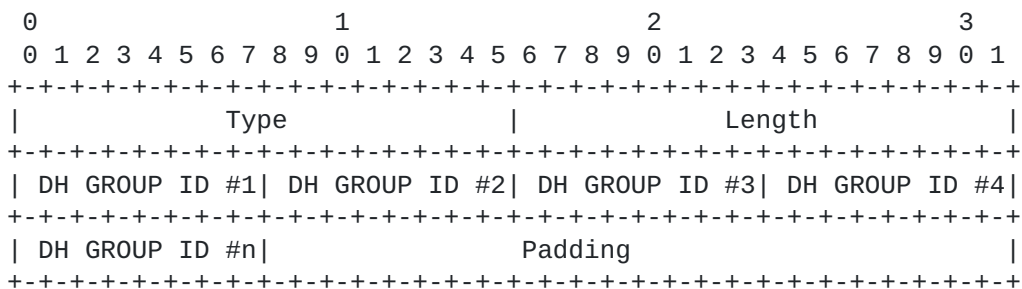 0                   1                   2                   3
 0 1 2 3 4 5 6 7 8 9 0 1 2 3 4 5 6 7 8 9 0 1 2 3 4 5 6 7 8 9 0 1
+-+-+-+-+-+-+-+-+-+-+-+-+-+-+-+-+-+-+-+-+-+-+-+-+-+-+-+-+-+-+-+-+
|             Type              |             Length            |
+-+-+-+-+-+-+-+-+-+-+-+-+-+-+-+-+-+-+-+-+-+-+-+-+-+-+-+-+-+-+-+-+
| DH GROUP ID #1| DH GROUP ID #2| DH GROUP ID #3| DH GROUP ID #4|
+-+-+-+-+-+-+-+-+-+-+-+-+-+-+-+-+-+-+-+-+-+-+-+-+-+-+-+-+-+-+-+-+
| DH GROUP ID #n|                Padding                        |
+-+-+-+-+-+-+-+-+-+-+-+-+-+-+-+-+-+-+-+-+-+-+-+-+-+-+-+-+-+-+-+-+